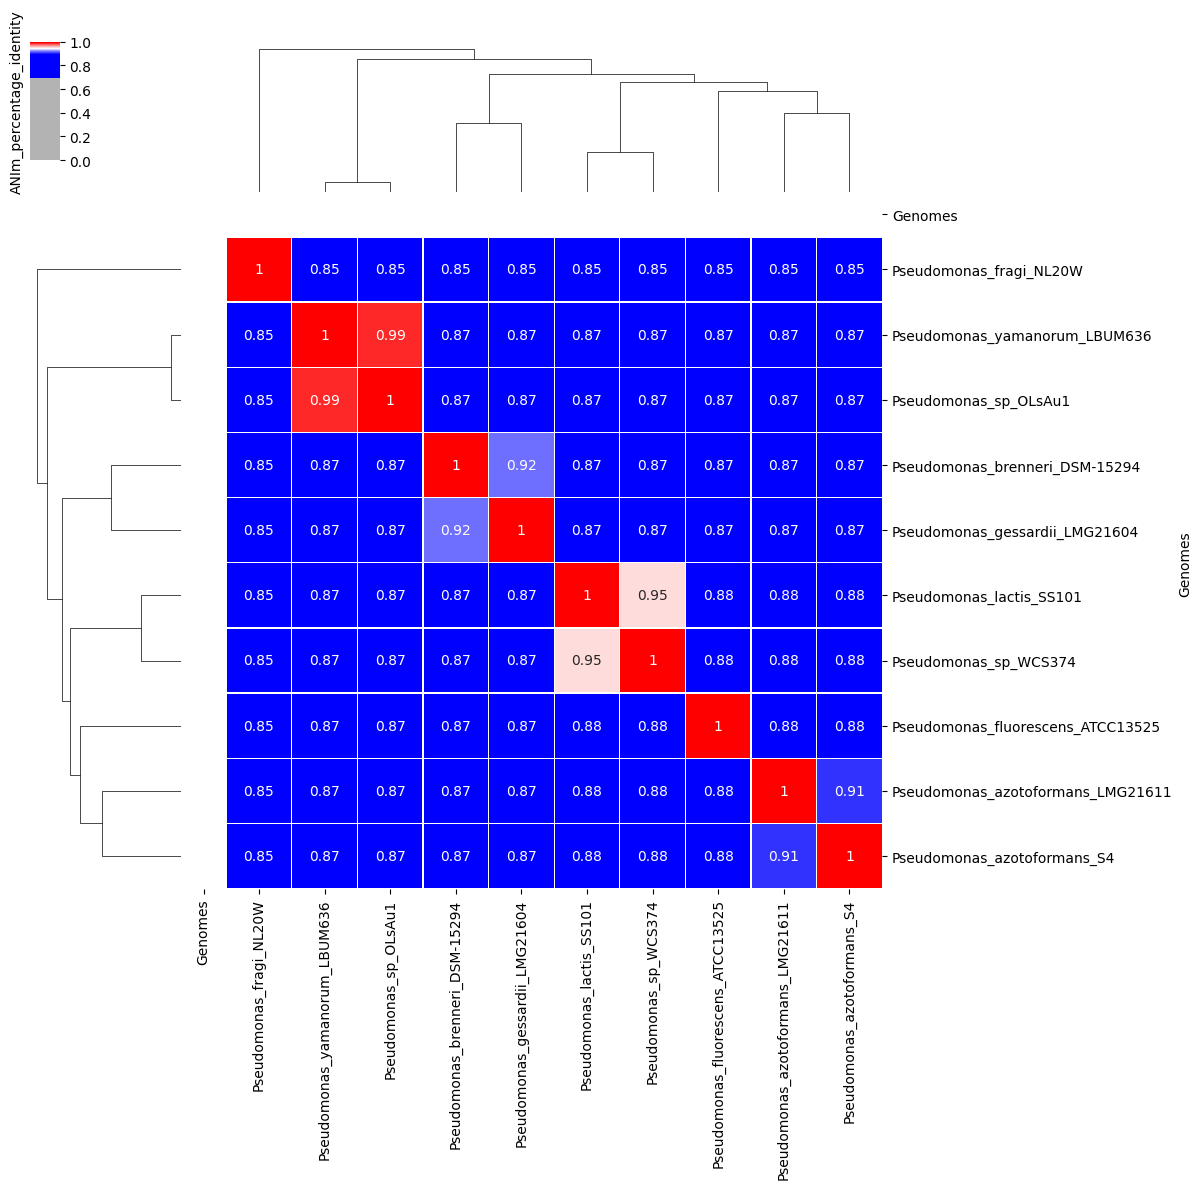 ANIm_percentage_identity
1.0
0.8
0.6
0.4
0.2
0.0
Genomes
1 0.85 0.85 0.85 0.85 0.85 0.85 0.85 0.85 0.85 Pseudomonas_fragi_NL20W
0.85 1 0.99 0.87 0.87 0.87 0.87 0.87 0.87 0.87 Pseudomonas_yamanorum_LBUM636
0.85 0.99 1 0.87 0.87 0.87 0.87 0.87 0.87 0.87 Pseudomonas_sp_OLsAu1
0.85 0.87 0.87 1 0.92 0.87 0.87 0.87 0.87 0.87 Pseudomonas_brenneri_DSM-15294
0.85 0.87 0.87 0.92 1 0.87 0.87 0.87 0.87 0.87 Pseudomonas_gessardii_LMG21604
0.85 0.87 0.87 0.87 0.87 1 0.95 0.88 0.88 0.88 Pseudomonas_lactis_SS101
0.85 0.87 0.87 0.87 0.87 0.95 1 0.88 0.88 0.88 Pseudomonas_sp_WCS374
0.85 0.87 0.87 0.87 0.87 0.88 0.88 1 0.88 0.88 Pseudomonas_fluorescens_ATCC13525
0.85 0.87 0.87 0.87 0.87 0.88 0.88 0.88 1 0.91 Pseudomonas_azotoformans_LMG21611
0.85 0.87 0.87 0.87 0.87 0.88 0.88 0.88 0.91 1 Pseudomonas_azotoformans_S4
Genomes
Genomes
Pseudomonas_fragi_NL20W
Pseudomonas_yamanorum_LBUM636
Pseudomonas_sp_OLsAu1
Pseudomonas_brenneri_DSM-15294
Pseudomonas_gessardii_LMG21604
Pseudomonas_lactis_SS101
Pseudomonas_sp_WCS374
Pseudomonas_fluorescens_ATCC13525
Pseudomonas_azotoformans_LMG21611
Pseudomonas_azotoformans_S4